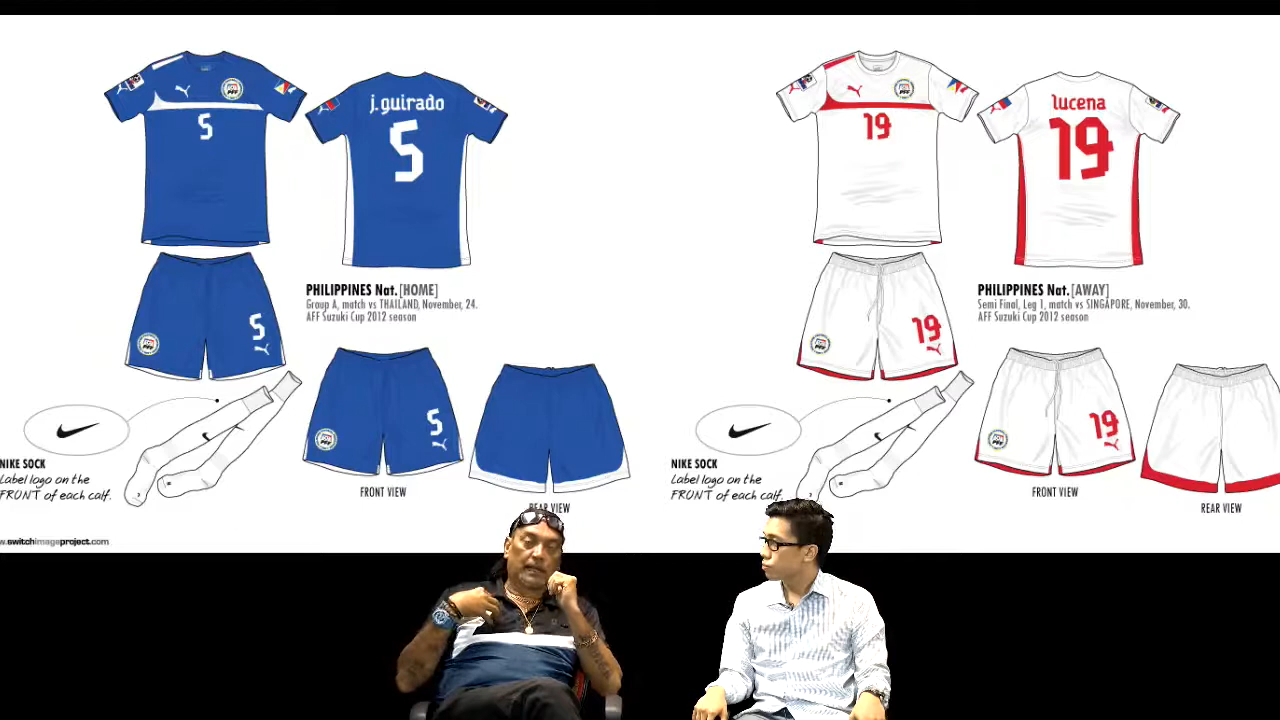 5
j.guirado
5
PHILIPPINES Nat. [HOME]
Group A, match vs THAILAND, November, 24.
AFF Suzuki Cup 2012 season
5
5
NIKE SOCK
Label logo on the
FRONT of each calf.
FRONT VIEW
REAR VIEW
w.switchimageproject.com
19
lucena
19
PHILIPPINES Nat. [AWAY]
Semi Final, Leg 1, match vs SINGAPORE, November, 30.
AFF Suzuki Cup 2012 season
19
19
NIKE SOCK
Label logo on the
FRONT of each calf.
FRONT VIEW
REAR VIEW